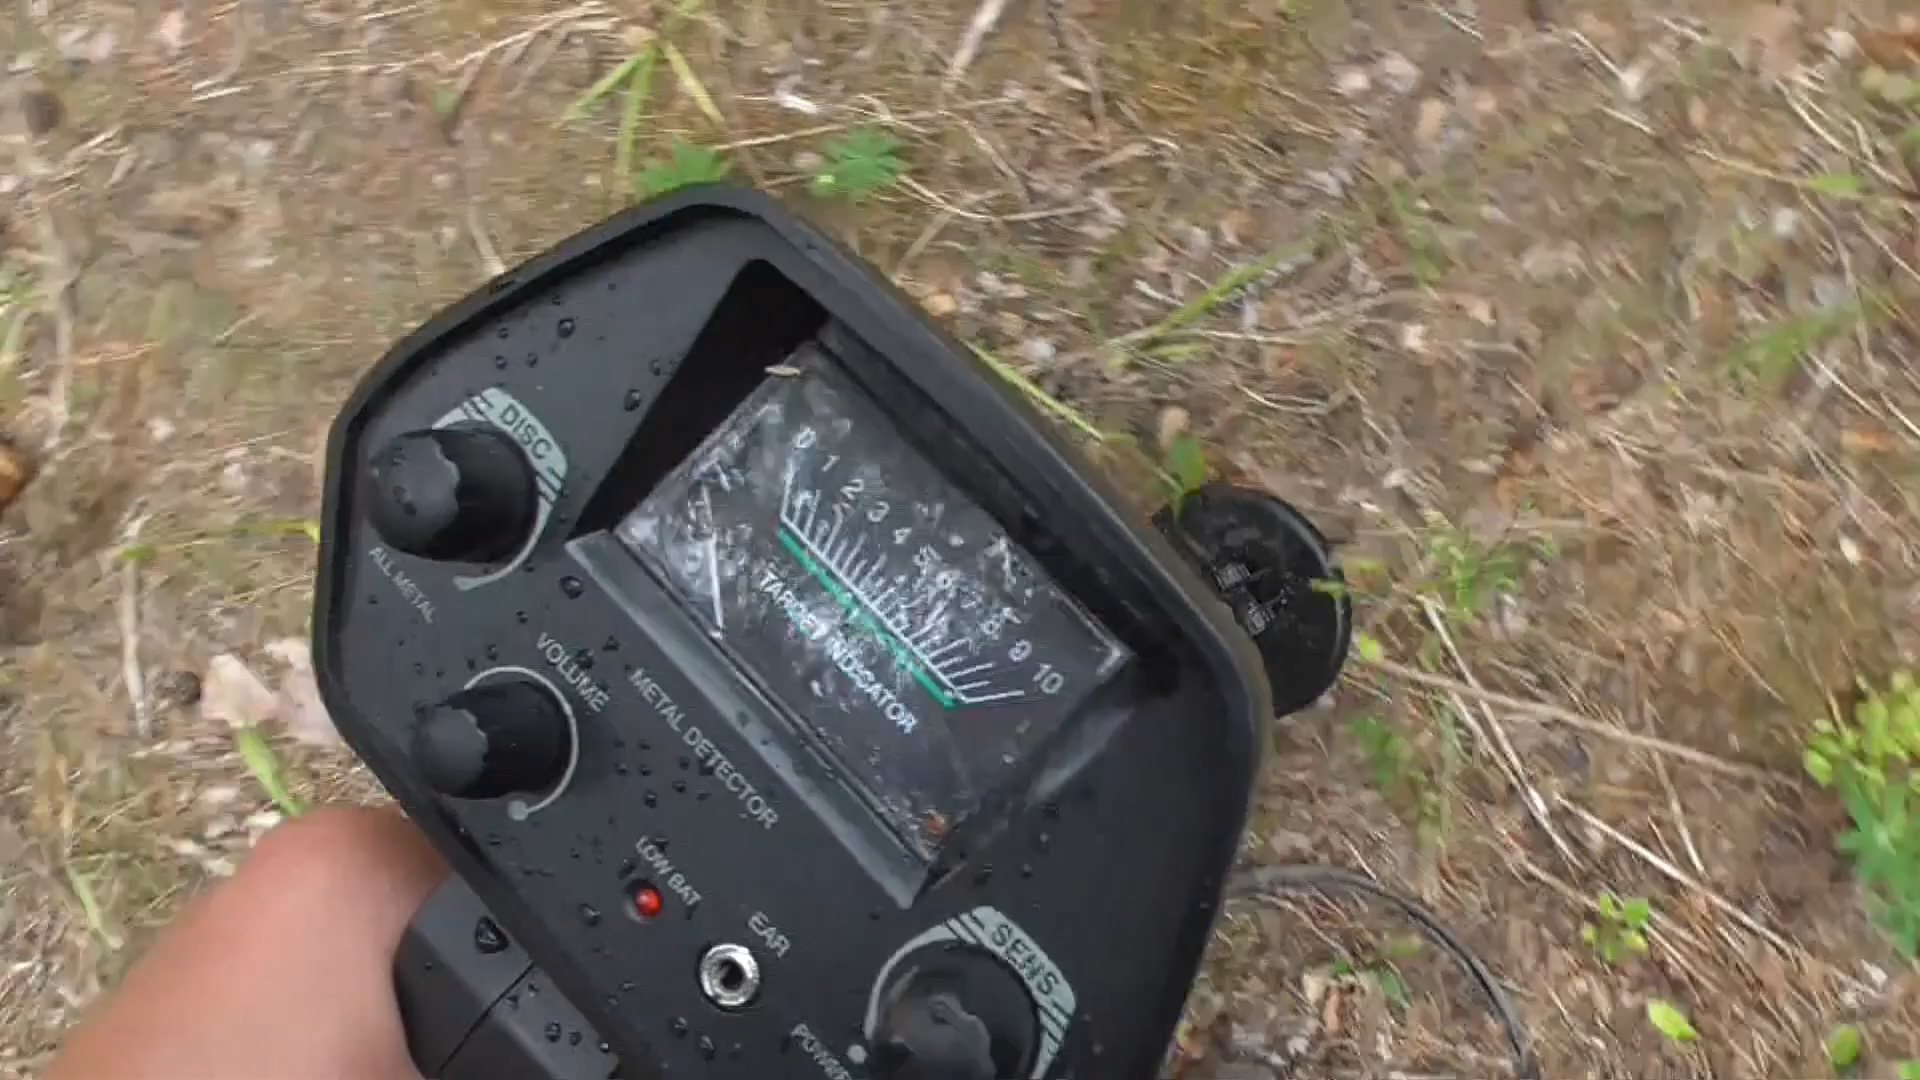 DISC
ALL METAL
0 1 2 3 4 5 6 7 8 9 10
TARGET INDICATOR
VOLUME
METAL DETECTOR
LOW BAT
EAR
SENS
POWER